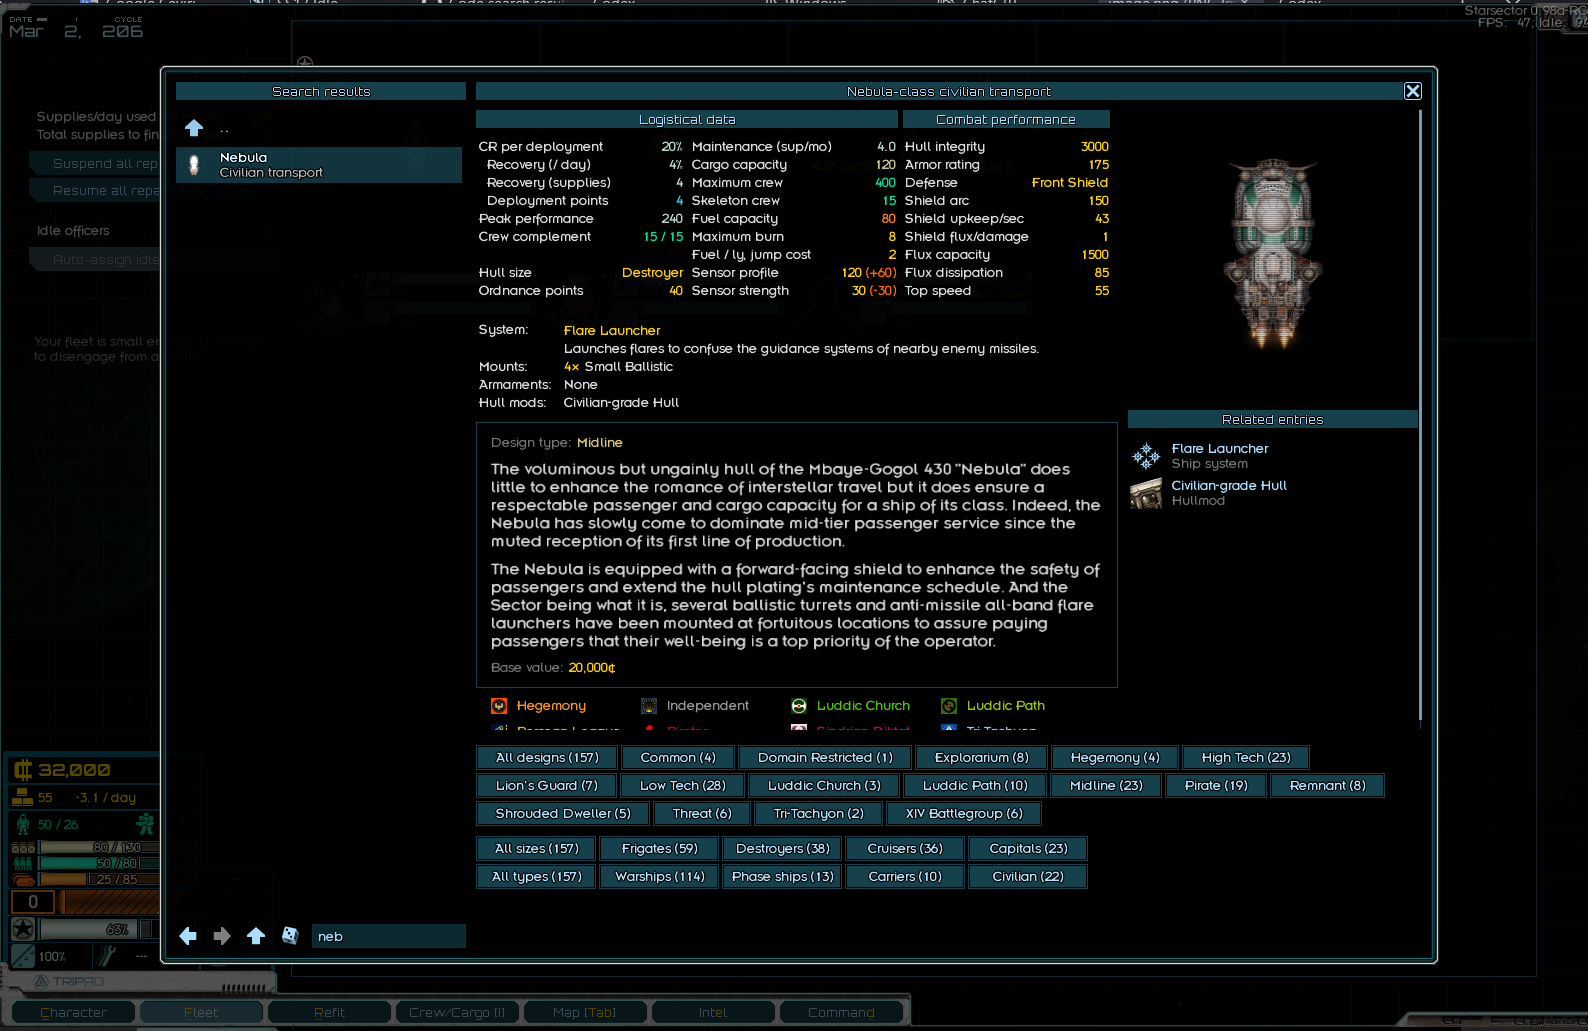 DATE
CYCLE
Mar 2, 206
Starsector 0.98a-RC
FPS: 47, Idle: 94
Supplies/day used
Total supplies to fin
Suspend all rep
Resume all repa
Idle officers
Auto-assign idle
Your fleet is small
to disengage from a
Search results
..
Nebula
Civilian transport
Nebula-class civilian transport
Logistical data
CR per deployment 20%
Recovery (/ day) 4%
Recovery (supplies) 4
Deployment points 4
Peak performance 240
Crew complement 15 / 15
Hull size Destroyer
Ordnance points 40
Maintenance (sup/mo) 4.0
Cargo capacity 120
Maximum crew 400
Skeleton crew 15
Fuel capacity 80
Maximum burn 8
Fuel / ly, jump cost 2
Sensor profile 120 (+60)
Sensor strength 30 (-30)
Combat performance
Hull integrity 3000
Armor rating 175
Defense Front Shield
Shield arc 150
Shield upkeep/sec 43
Shield flux/damage 1
Flux capacity 1500
Flux dissipation 85
Top speed 55
System: Flare Launcher
Launches flares to confuse the guidance systems of nearby enemy missiles.
Mounts: 4× Small Ballistic
Armaments: None
Hull mods: Civilian-grade Hull
Design type: Midline
The voluminous but ungainly hull of the Mbaye-Gogol 430 "Nebula" does
little to enhance the romance of interstellar travel but it does ensure a
respectable passenger and cargo capacity for a ship of its class. Indeed, the
Nebula has slowly come to dominate mid-tier passenger service since the
muted reception of its first line of production.
The Nebula is equipped with a forward-facing shield to enhance the safety of
passengers and extend the hull plating's maintenance schedule. And the
Sector being what it is, several ballistic turrets and anti-missile all-band flare
launchers have been mounted at fortuitous locations to assure paying
passengers that their well-being is a top priority of the operator.
Base value: 20,000¢
Hegemony Independent Luddic Church Luddic Path
Persean League Pirates Sindrian Diktat Tri-Tachyon
Related entries
Flare Launcher
Ship system
Civilian-grade Hull
Hullmod
All designs (157) Common (4) Domain Restricted (1) Explorarium (8) Hegemony (4) High Tech (23)
Lion's Guard (7) Low Tech (28) Luddic Church (3) Luddic Path (10) Midline (23) Pirate (19) Remnant (8)
Shrouded Dweller (5) Threat (6) Tri-Tachyon (2) XIV Battlegroup (6)
All sizes (157) Frigates (59) Destroyers (38) Cruisers (36) Capitals (23)
All types (157) Warships (114) Phase ships (13) Carriers (10) Civilian (22)
neb
32,000
55 -3.1 / day
50 / 26
80 / 130
50 / 80
25 / 85
0
63%
100% ---
TRIPAD
Character Fleet Refit Crew/Cargo [I] Map [Tab] Intel Command